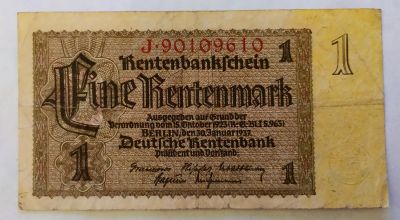 J·90109610
1 Rentenbankschein 1
Eine Rentenmark
Ausgegeben auf Grund der
Verordnung vom 15. Oktober 1923 (R-G-Bl I S. 963)
BERLIN, den 30. Januar 1937
Deutsche Rentenbank
Präsident und Vorstand.
1 1